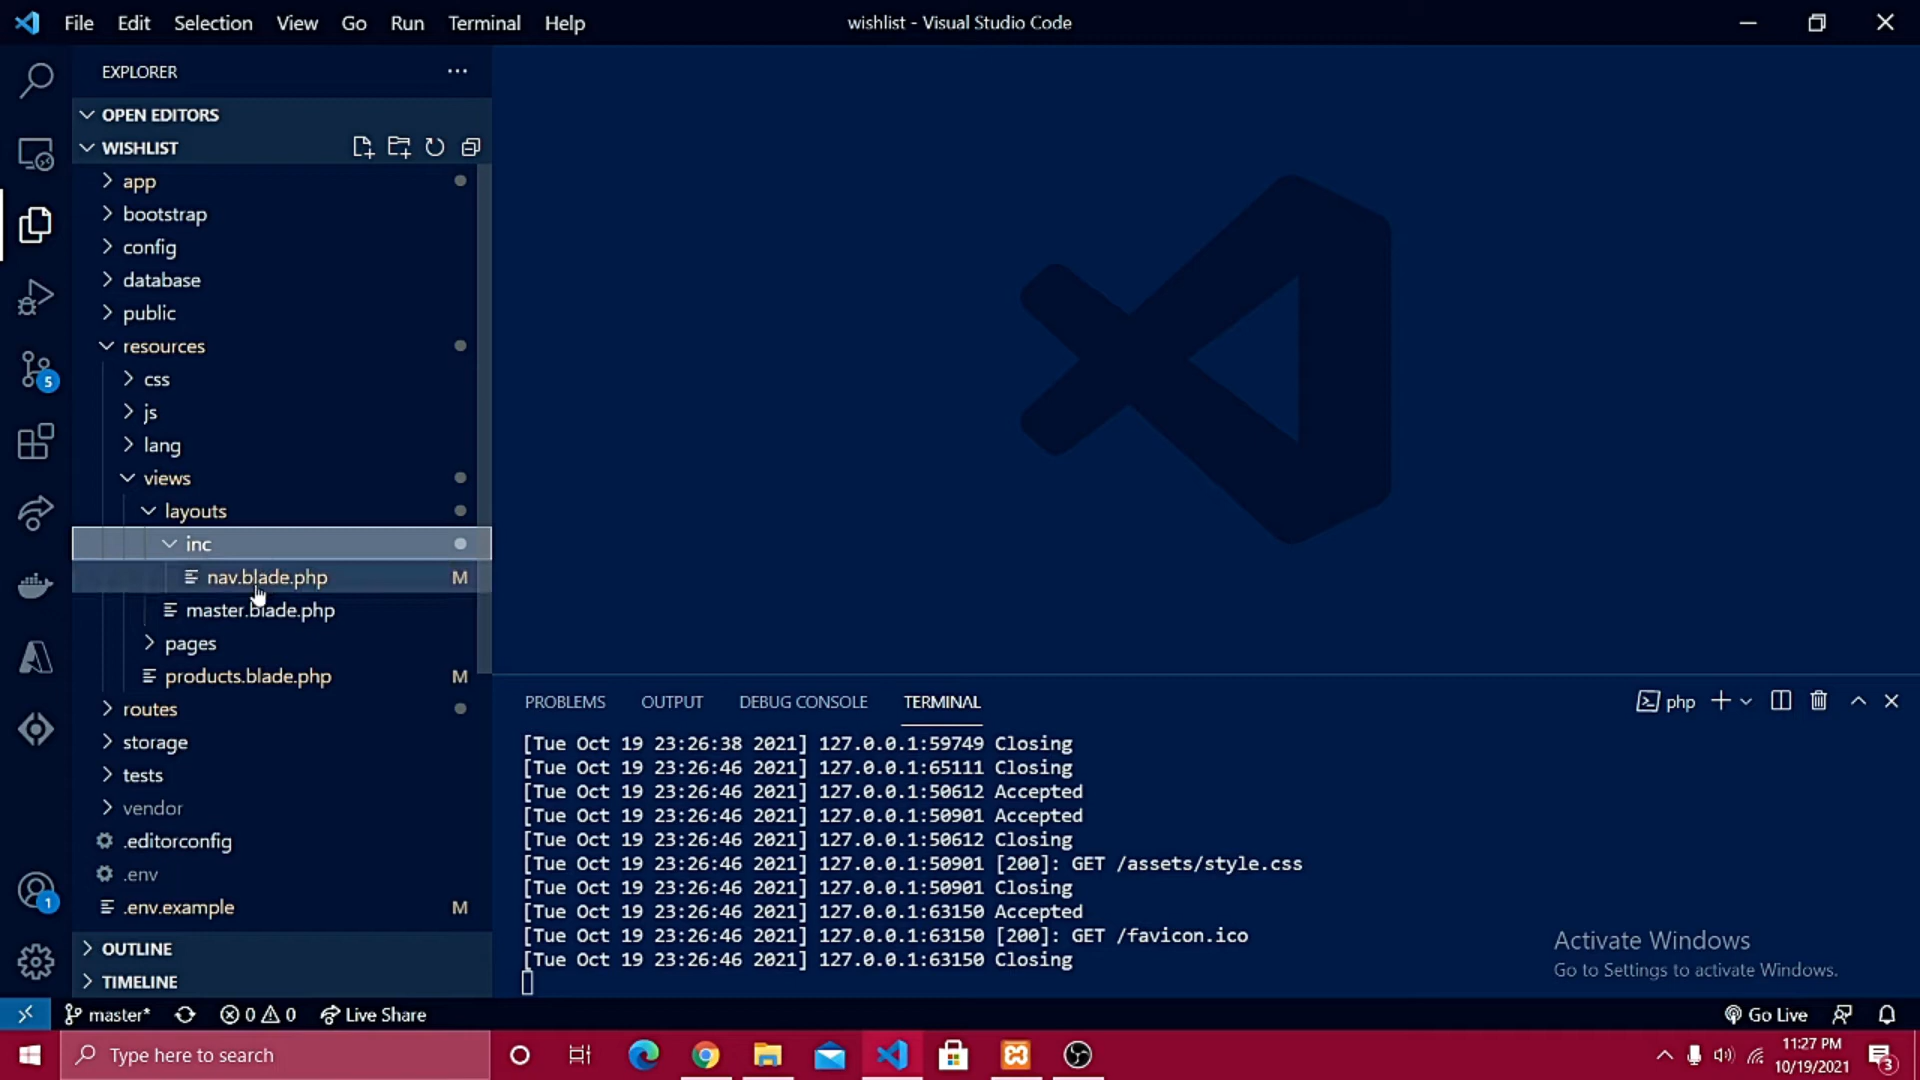 File Edit Selection View Go Run Terminal Help
wishlist - Visual Studio Code
EXPLORER
OPEN EDITORS
WISHLIST
app
bootstrap
config
database
public
resources
css
js
lang
views
layouts
inc
nav.blade.php M
master.blade.php
pages
products.blade.php M
routes
storage
tests
vendor
.editorconfig
.env
.env.example M
OUTLINE
TIMELINE
5
1
PROBLEMS OUTPUT DEBUG CONSOLE TERMINAL
php
[Tue Oct 19 23:26:38 2021] 127.0.0.1:59749 Closing
[Tue Oct 19 23:26:46 2021] 127.0.0.1:65111 Closing
[Tue Oct 19 23:26:46 2021] 127.0.0.1:50612 Accepted
[Tue Oct 19 23:26:46 2021] 127.0.0.1:50901 Accepted
[Tue Oct 19 23:26:46 2021] 127.0.0.1:50612 Closing
[Tue Oct 19 23:26:46 2021] 127.0.0.1:50901 [200]: GET /assets/style.css
[Tue Oct 19 23:26:46 2021] 127.0.0.1:50901 Closing
[Tue Oct 19 23:26:46 2021] 127.0.0.1:63150 Accepted
[Tue Oct 19 23:26:46 2021] 127.0.0.1:63150 [200]: GET /favicon.ico
[Tue Oct 19 23:26:46 2021] 127.0.0.1:63150 Closing
Activate Windows
Go to Settings to activate Windows.
master* 0 0 Live Share
Go Live
Type here to search
11:27 PM
10/19/2021
3